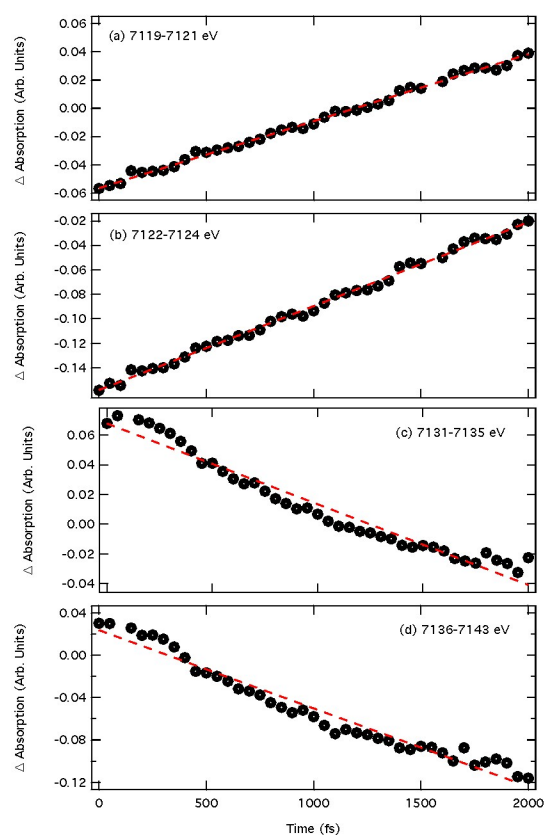 0.06
(a) 7119-7121 eV
0.04
0.02
0.00
-0.02
-0.04
-0.06
△ Absorption (Arb. Units)
-0.02
(b) 7122-7124 eV
-0.04
-0.06
-0.08
-0.10
-0.12
-0.14
△ Absorption (Arb. Units)
(c) 7131-7135 eV
0.06
0.04
0.02
0.00
-0.02
-0.04
△ Absorption (Arb. Units)
0.04
(d) 7136-7143 eV
0.00
-0.04
-0.08
-0.12
△ Absorption (Arb. Units)
0 500 1000 1500 2000
Time (fs)